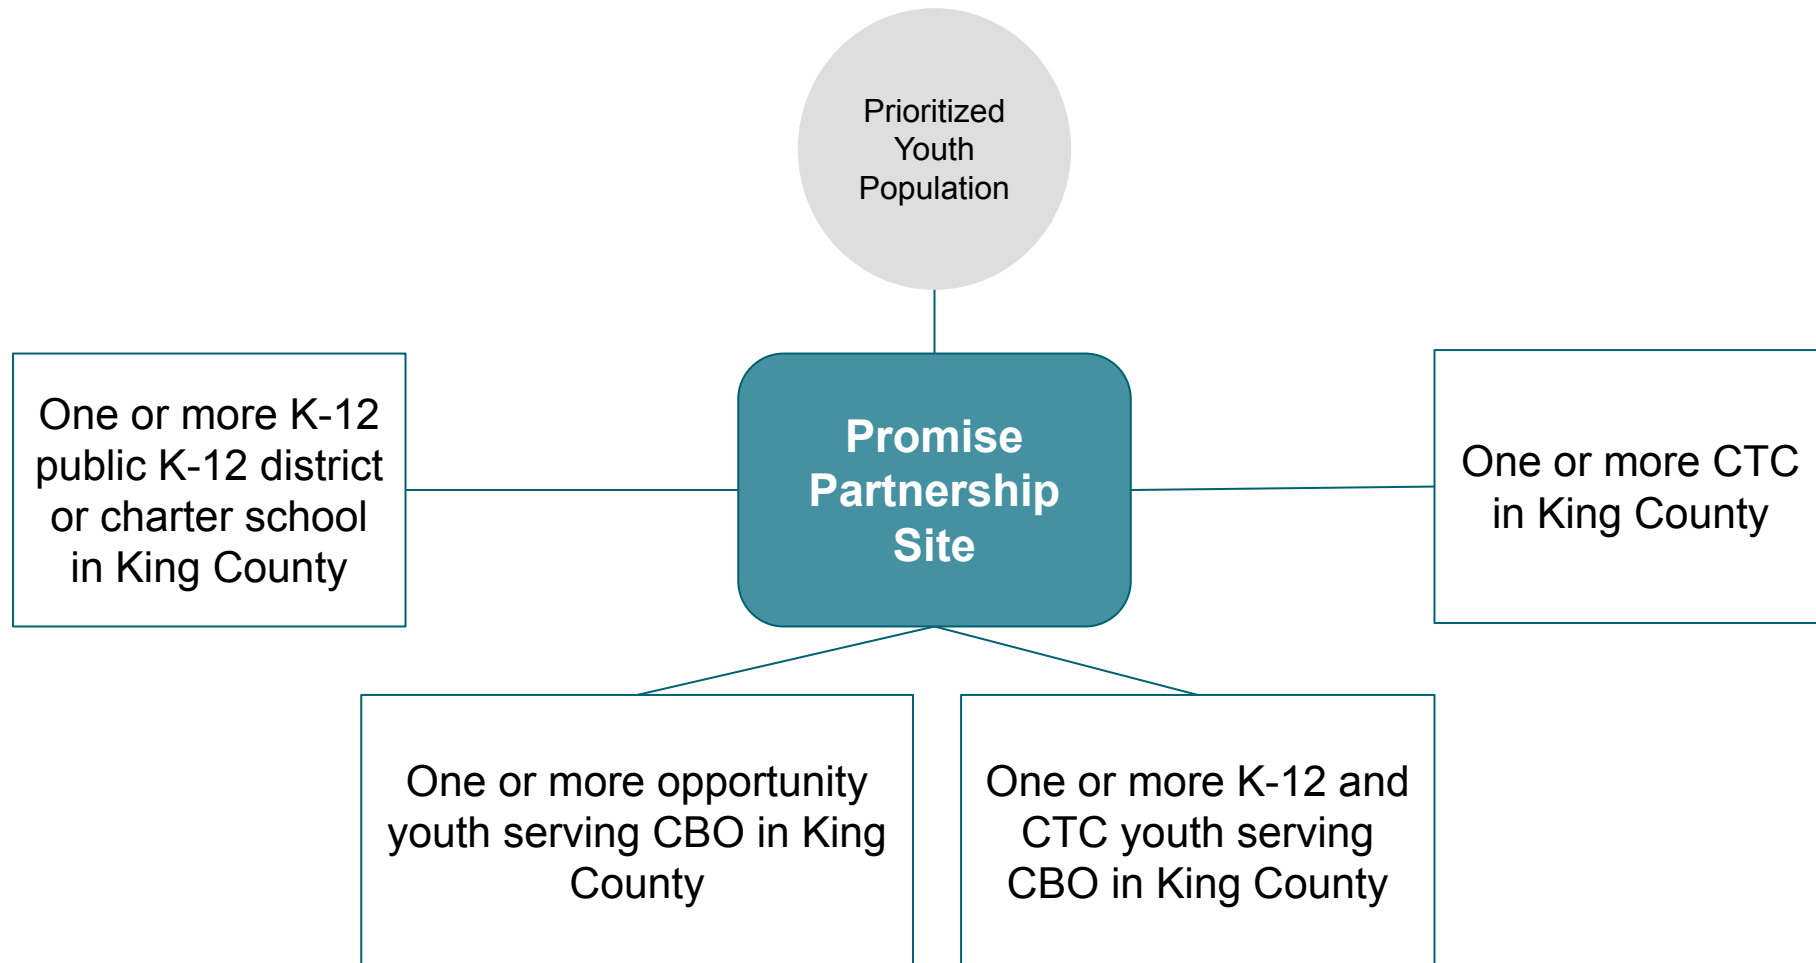 Prioritized
Youth
Population
One or more K-12
public K-12 district
or charter school
in King County
Promise
Partnership
Site
One or more CTC
in King County
One or more opportunity
youth serving CBO in King
County
One or more K-12 and
CTC youth serving
CBO in King County